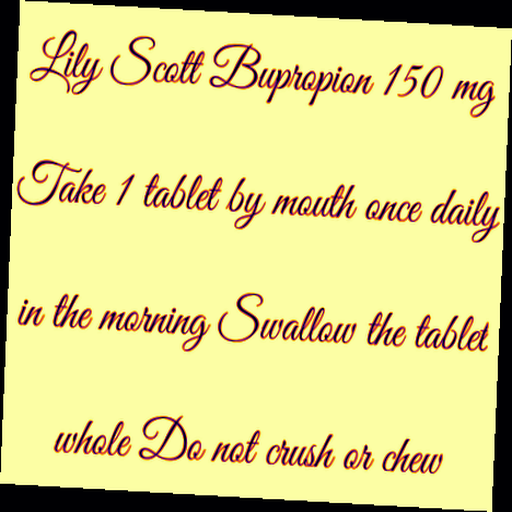 Lily Scott Bupropion 150 mg
Take 1 tablet by mouth once daily
in the morning Swallow the tablet
whole Do not crush or chew